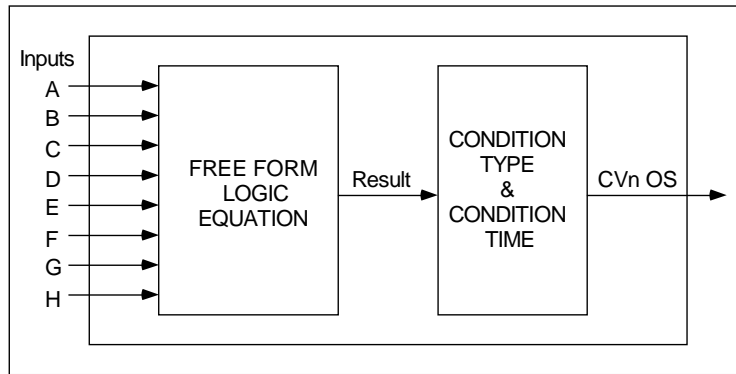 Inputs
A
B
C
D
E
F
G
H
FREE FORM
LOGIC
EQUATION
Result
CONDITION
TYPE
&
CONDITION
TIME
CVn OS